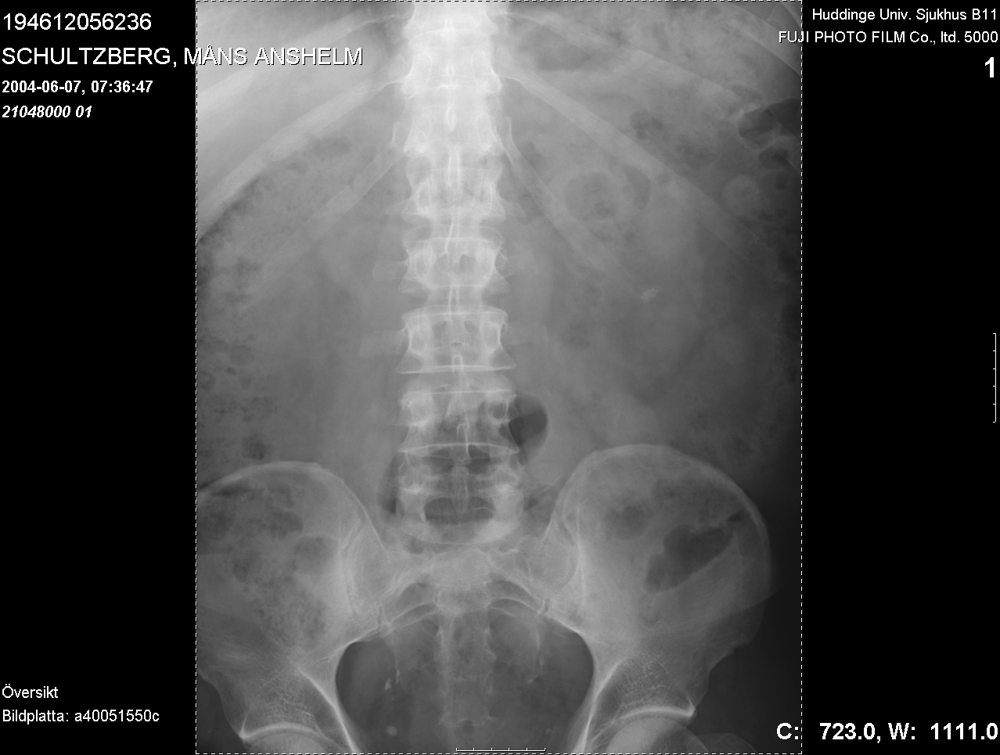 194612056236
SCHULTZBERG, MÅNS ANSHELM
2004-06-07, 07:36:47
21048000 01
Huddinge Univ. Sjukhus B11
FUJI PHOTO FILM Co., ltd. 5000
1
Översikt
Bildplatta: a40051550c
C: 723.0, W: 1111.0